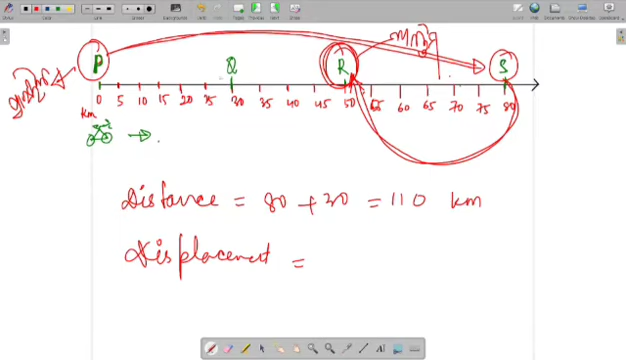 P Q R S
0 5 10 15 20 25 30 35 40 45 50 55 60 65 70 75 80
km
Distance = 80 + 30 = 110 km
Displacement =